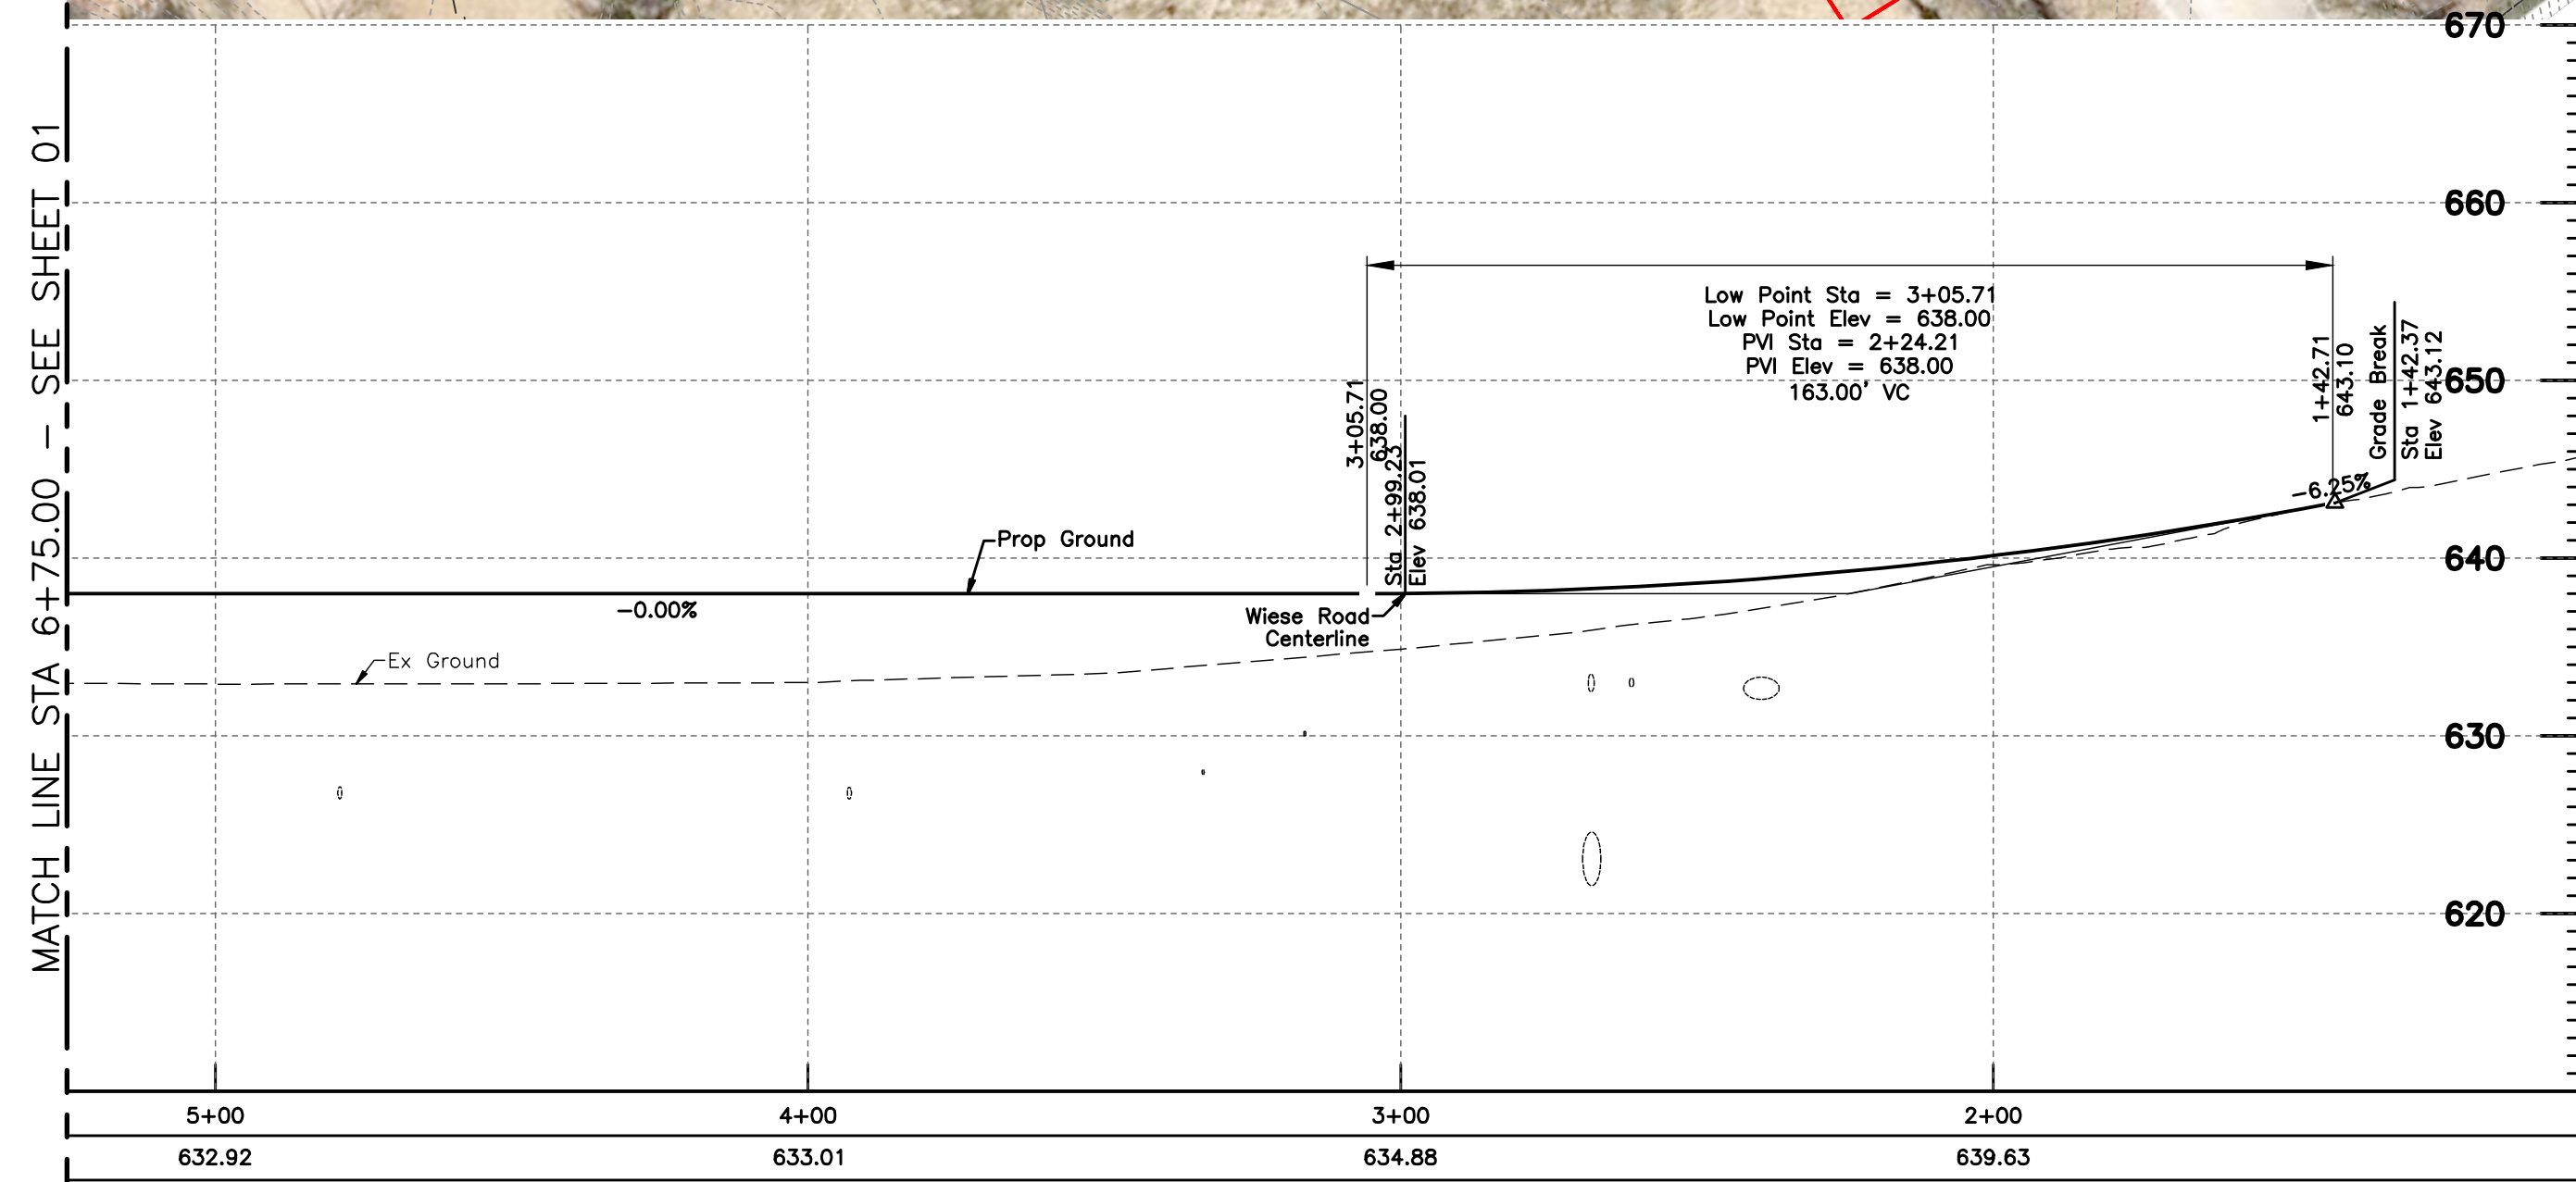 MATCH LINE STA 6+75.00 - SEE SHEET 01
670
660
650
640
630
620
Low Point Sta = 3+05.71
Low Point Elev = 638.00
PVI Sta = 2+24.21
PVI Elev = 638.00
163.00' VC
3+05.71
638.00
Sta 2+99.23
Elev 638.01
1+42.71
643.10
Grade Break
Sta 1+42.37
Elev 643.12
-6.25%
Prop Ground
-0.00%
Wiese Road
Centerline
Ex Ground
5+00 4+00 3+00 2+00
632.92 633.01 634.88 639.63